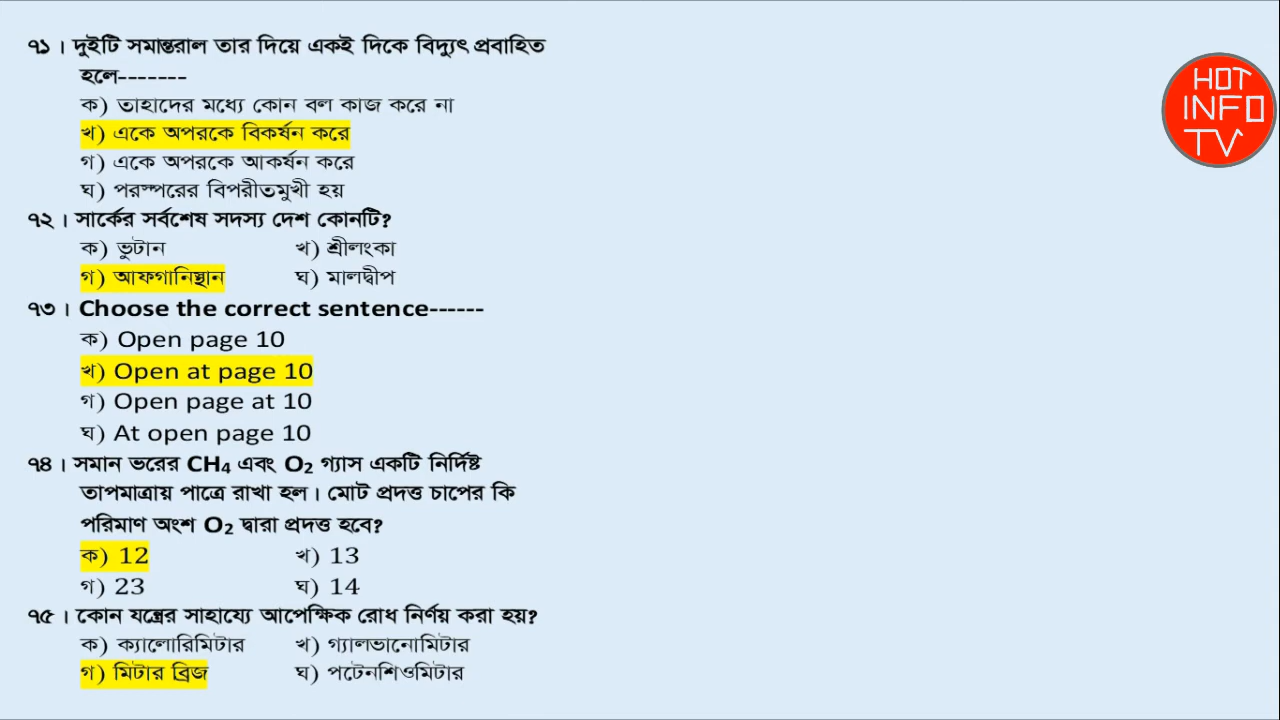 ৭১। দুইটি সমান্তরাল তার দিয়ে একই দিকে বিদ্যুৎ প্রবাহিত
হলে-------
ক) তাহাদের মধ্যে কোন বল কাজ করে না
খ) একে অপরকে বিকর্ষন করে
গ) একে অপরকে আকর্ষন করে
ঘ) পরস্পরের বিপরীতমুখী হয়
৭২। সার্কের সর্বশেষ সদস্য দেশ কোনটি?
ক) ভুটান খ) শ্রীলংকা
গ) আফগানিস্থান ঘ) মালদ্বীপ
৭৩। Choose the correct sentence------
ক) Open page 10
খ) Open at page 10
গ) Open page at 10
ঘ) At open page 10
৭৪। সমান ভরের CH₄ এবং O₂ গ্যাস একটি নির্দিষ্ট
তাপমাত্রায় পাত্রে রাখা হল। মোট প্রদত্ত চাপের কি
পরিমাণ অংশ O₂ দ্বারা প্রদত্ত হবে?
ক) 12 খ) 13
গ) 23 ঘ) 14
৭৫। কোন যন্ত্রের সাহায্যে আপেক্ষিক রোধ নির্ণয় করা হয়?
ক) ক্যালোরিমিটার খ) গ্যালভানোমিটার
গ) মিটার ব্রিজ ঘ) পটেনশিওমিটার
HOT
INFO
TV